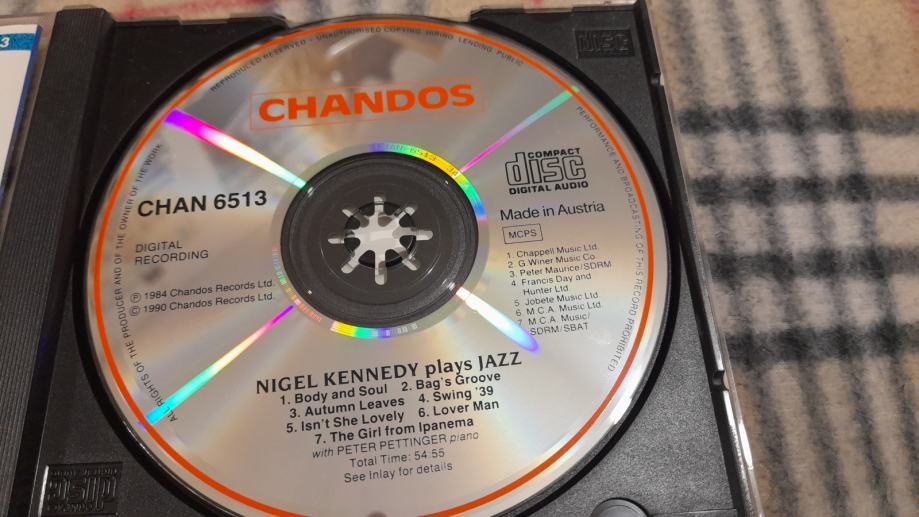 3
REPRODUCED RESERVED · UNAUTHORISED COPYING, HIRING, LENDING, PUBLIC
PERFORMANCE AND BROADCASTING OF THIS RECORD PROHIBITED
ALL RIGHTS OF THE PRODUCER AND OF THE OWNER OF THE WORK
CHANDOS
CHAN 6513
DIGITAL
RECORDING
℗ 1984 Chandos Records Ltd.
© 1990 Chandos Records Ltd.
COMPACT
disc
DIGITAL AUDIO
Made in Austria
MCPS
1. Chappell Music Ltd.
2. G Winer Music Co
3. Peter Maurice/SDRM
4. Francis Day and
Hunter Ltd.
5. Jobete Music Ltd
6. M.C.A. Music Ltd.
7 M.C.A. Music/
SDRM/SBAT
NIGEL KENNEDY plays JAZZ
1. Body and Soul 2. Bag's Groove
3. Autumn Leaves 4. Swing '39
5. Isn't She Lovely 6. Lover Man
7. The Girl from Ipanema
with PETER PETTINGER piano
Total Time: 54:55
See Inlay for details
disc